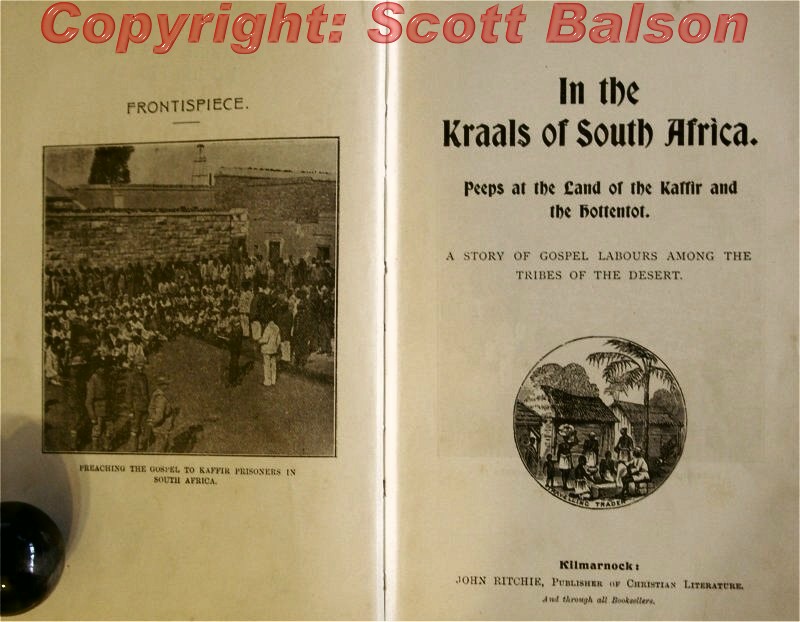 Copyright: Scott Balson
FRONTISPIECE.
PREACHING THE GOSPEL TO KAFFIR PRISONERS IN
SOUTH AFRICA.
In the
Kraals of South Africa.
Peeps at the Land of the Kaffir and
the Hottentot.
A STORY OF GOSPEL LABOURS AMONG THE
TRIBES OF THE DESERT.
TRAVELLING TRADER
Kilmarnock:
JOHN RITCHIE, PUBLISHER OF CHRISTIAN LITERATURE.
And through all Booksellers.